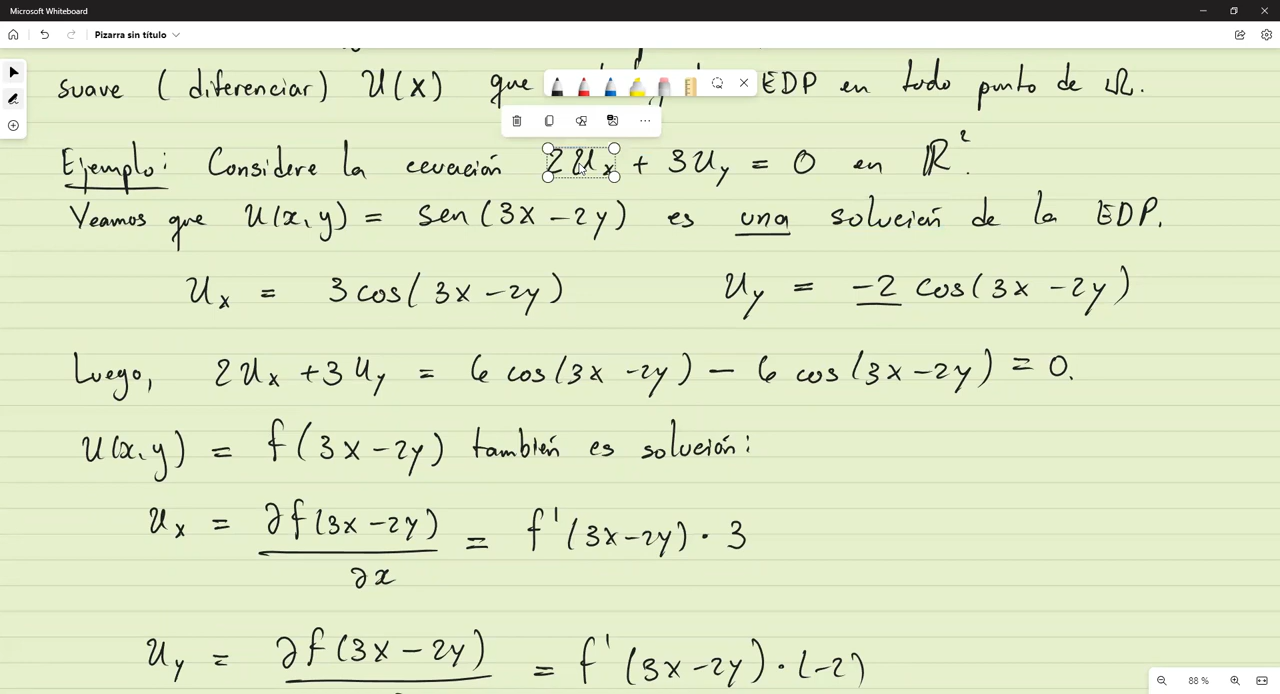 Microsoft Whiteboard
Pizarra sin título
suave ( diferenciar) U(x) que EDP en todo punto de Ω.
Ejemplo: Considere la ecuación 2Ux + 3Uy = 0 en ℝ².
Veamos que U(x,y) = sen(3x-2y) es una solución de la EDP.
Ux = 3 cos(3x-2y) Uy = -2 cos(3x-2y)
Luego, 2Ux + 3Uy = 6 cos(3x-2y) - 6 cos(3x-2y) = 0.
U(x,y) = f(3x-2y) también es solución:
Ux = ∂f(3x-2y)/∂x = f'(3x-2y)·3
Uy = ∂f(3x-2y) = f'(3x-2y)·(-2)
88 %